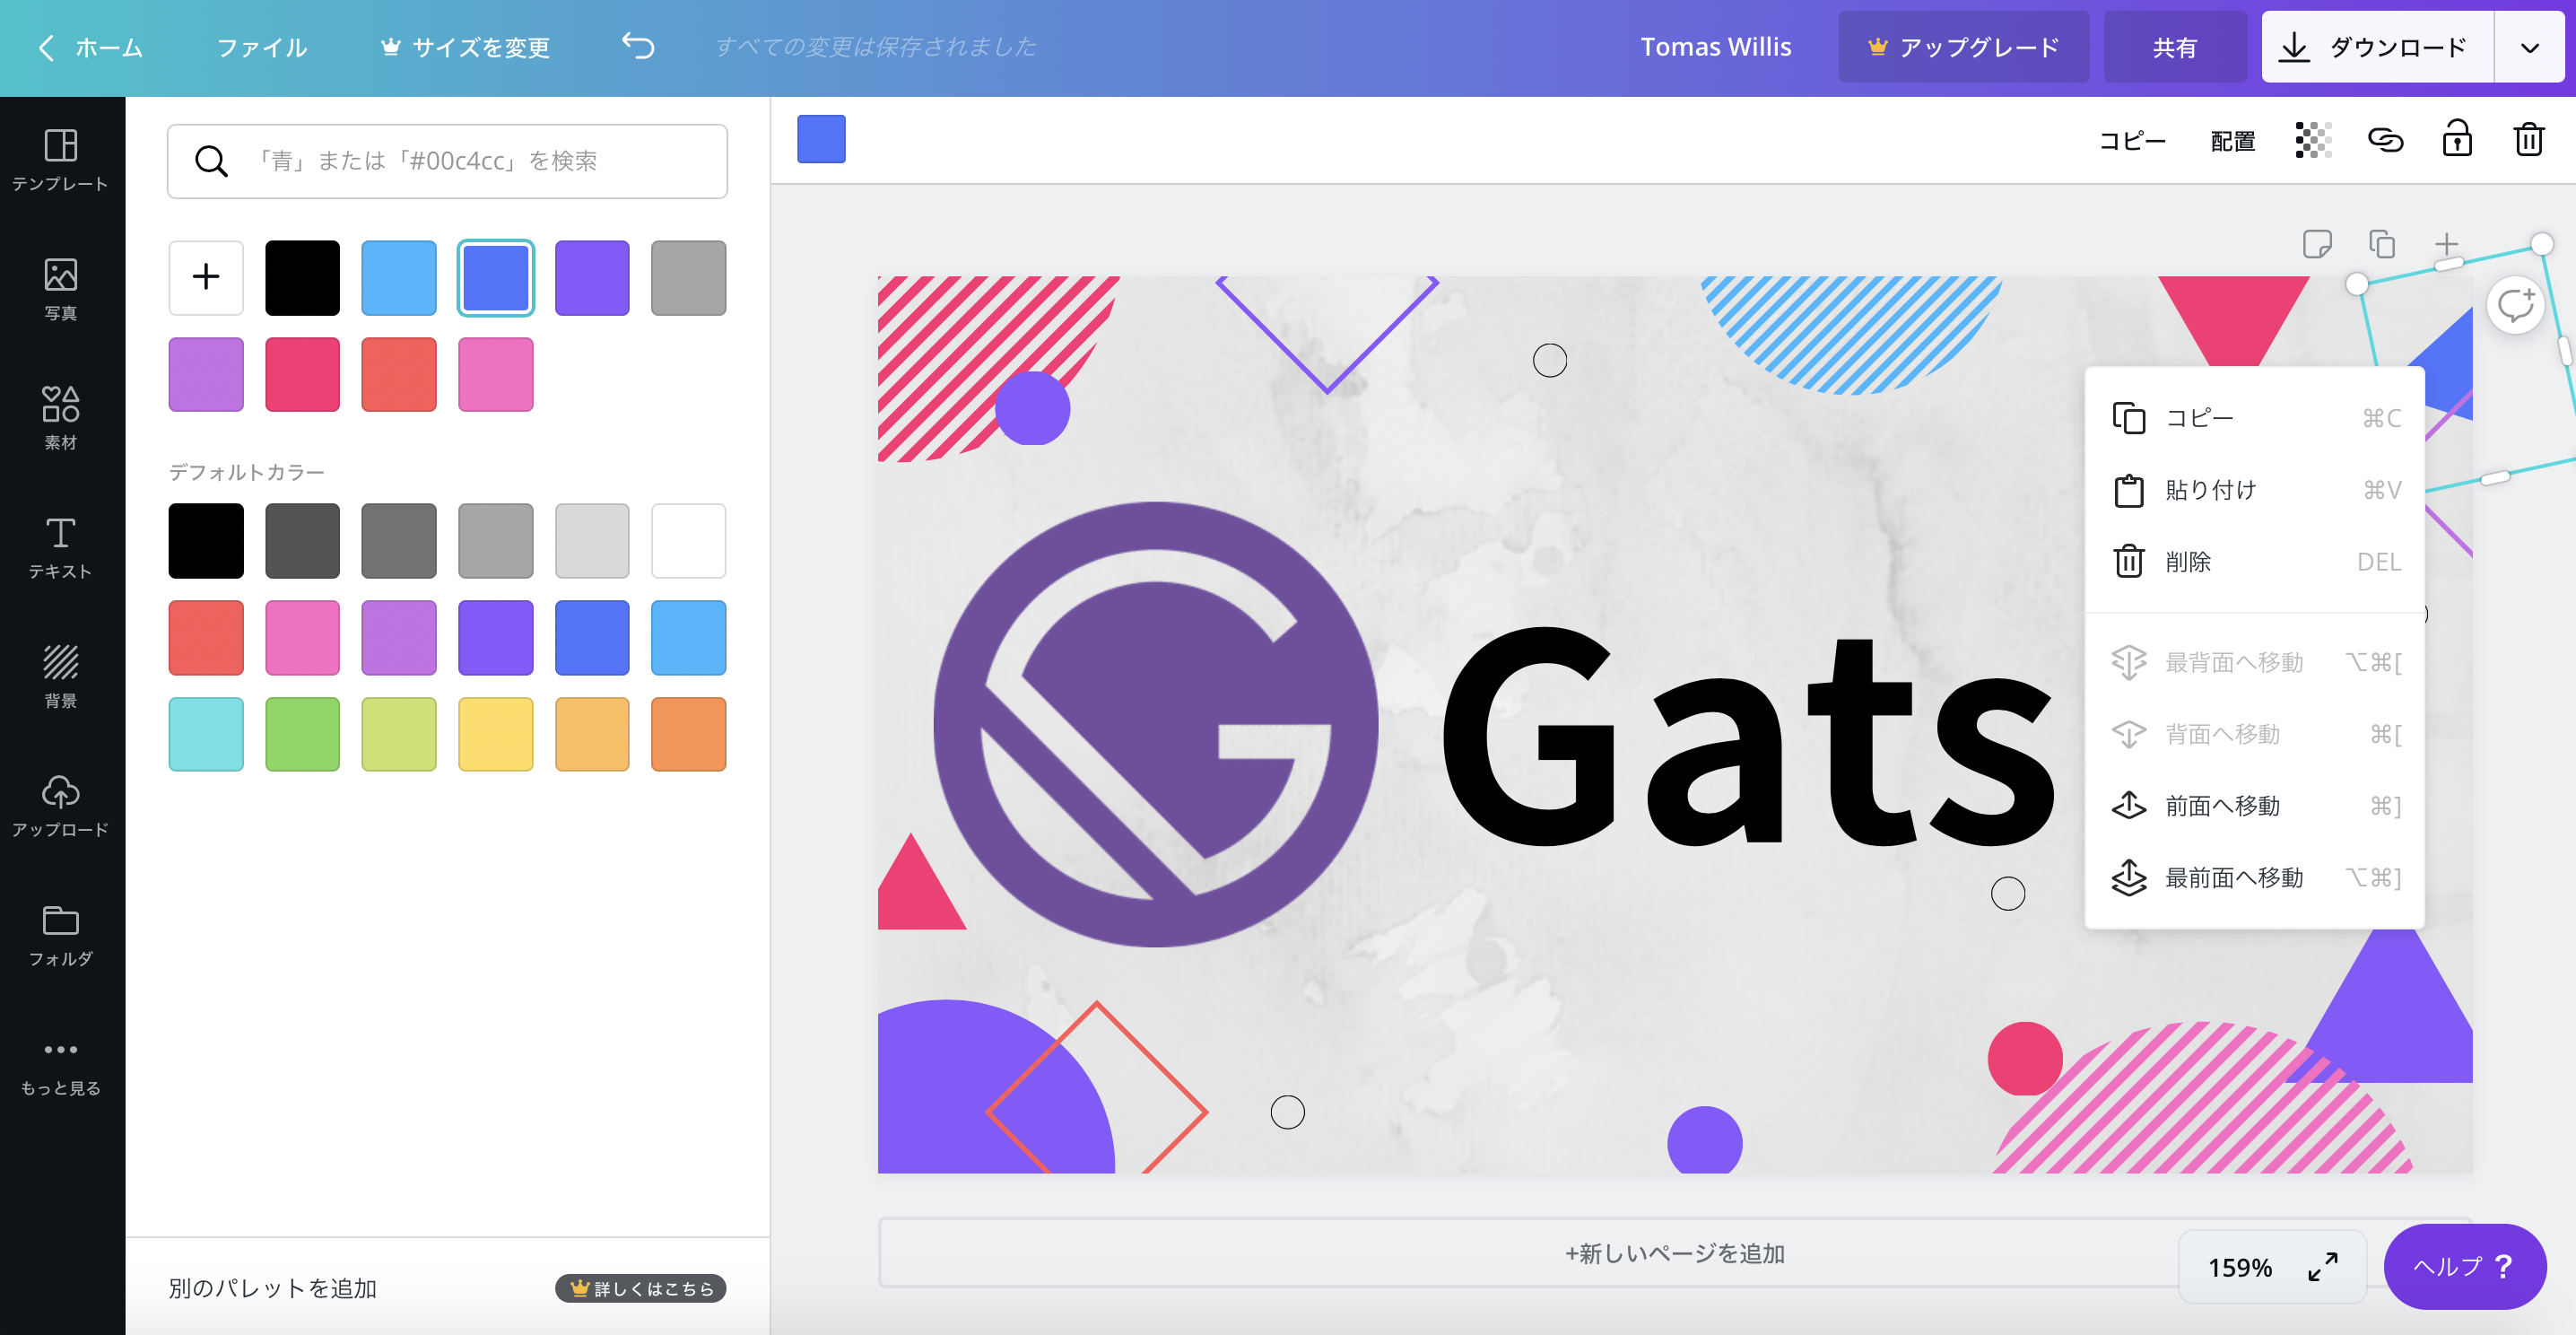 ホーム
ファイル
サイズを変更
すべての変更は保存されました
Tomas Willis
アップグレード
共有
ダウンロード
テンプレート
写真
素材
テキスト
背景
アップロード
フォルダ
もっと見る
「青」または「#00c4cc」を検索
デフォルトカラー
別のパレットを追加
詳しくはこちら
コピー
配置
Gats
コピー ⌘C
貼り付け ⌘V
削除 DEL
最背面へ移動 ⌥⌘[
背面へ移動 ⌘[
前面へ移動 ⌘]
最前面へ移動 ⌥⌘]
+新しいページを追加
159%
ヘルプ ?